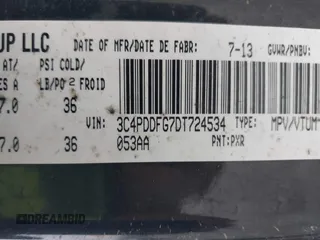 UP LLC DATE OF MFR/DATE DE FABR: 7-13 GVWR/PNBV:
AT/ PSI COLD/
ES A LB/PO 2 FROID
7.0 36
VIN: 3C4PDDFG7DT724534 TYPE: MPV/VTUM
7.0 36 053AA PNT: PXR
DREAMBID